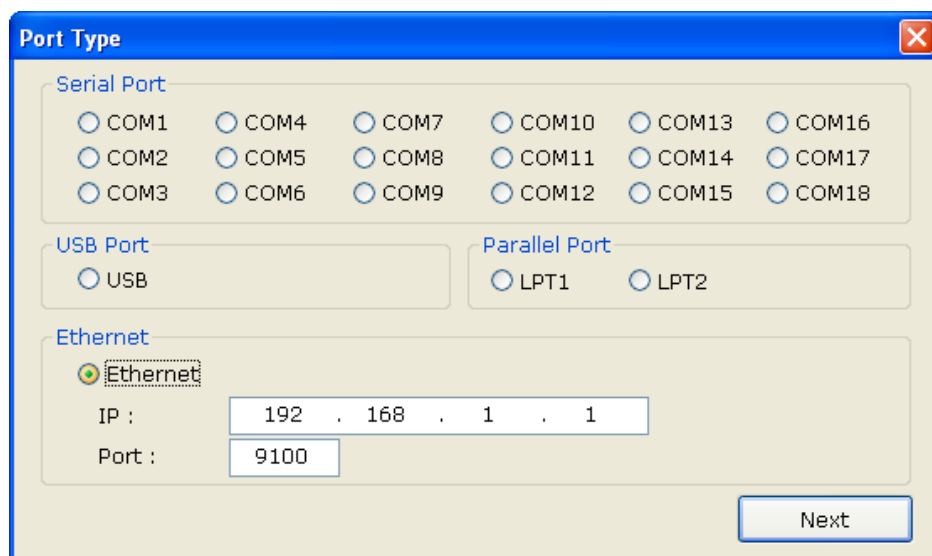 Port Type
Serial Port
COM1 COM4 COM7 COM10 COM13 COM16
COM2 COM5 COM8 COM11 COM14 COM17
COM3 COM6 COM9 COM12 COM15 COM18
USB Port Parallel Port
USB LPT1 LPT2
Ethernet
Ethernet
IP : 192 . 168 . 1 . 1
Port : 9100
Next